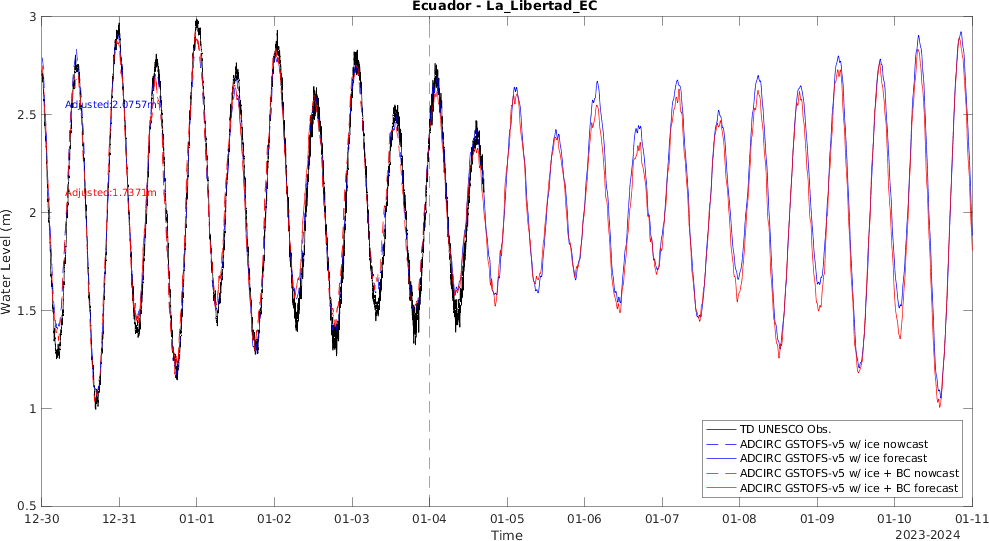 Ecuador - La_Libertad_EC
3
2.5
2
1.5
1
0.5
Water Level (m)
Adjusted:2.0757m
Adjusted:1.7371m
TD UNESCO Obs.
ADCIRC GSTOFS-v5 w/ ice nowcast
ADCIRC GSTOFS-v5 w/ ice forecast
ADCIRC GSTOFS-v5 w/ ice + BC nowcast
ADCIRC GSTOFS-v5 w/ ice + BC forecast
12-30 12-31 01-01 01-02 01-03 01-04 01-05 01-06 01-07 01-08 01-09 01-10 01-11
Time
2023-2024